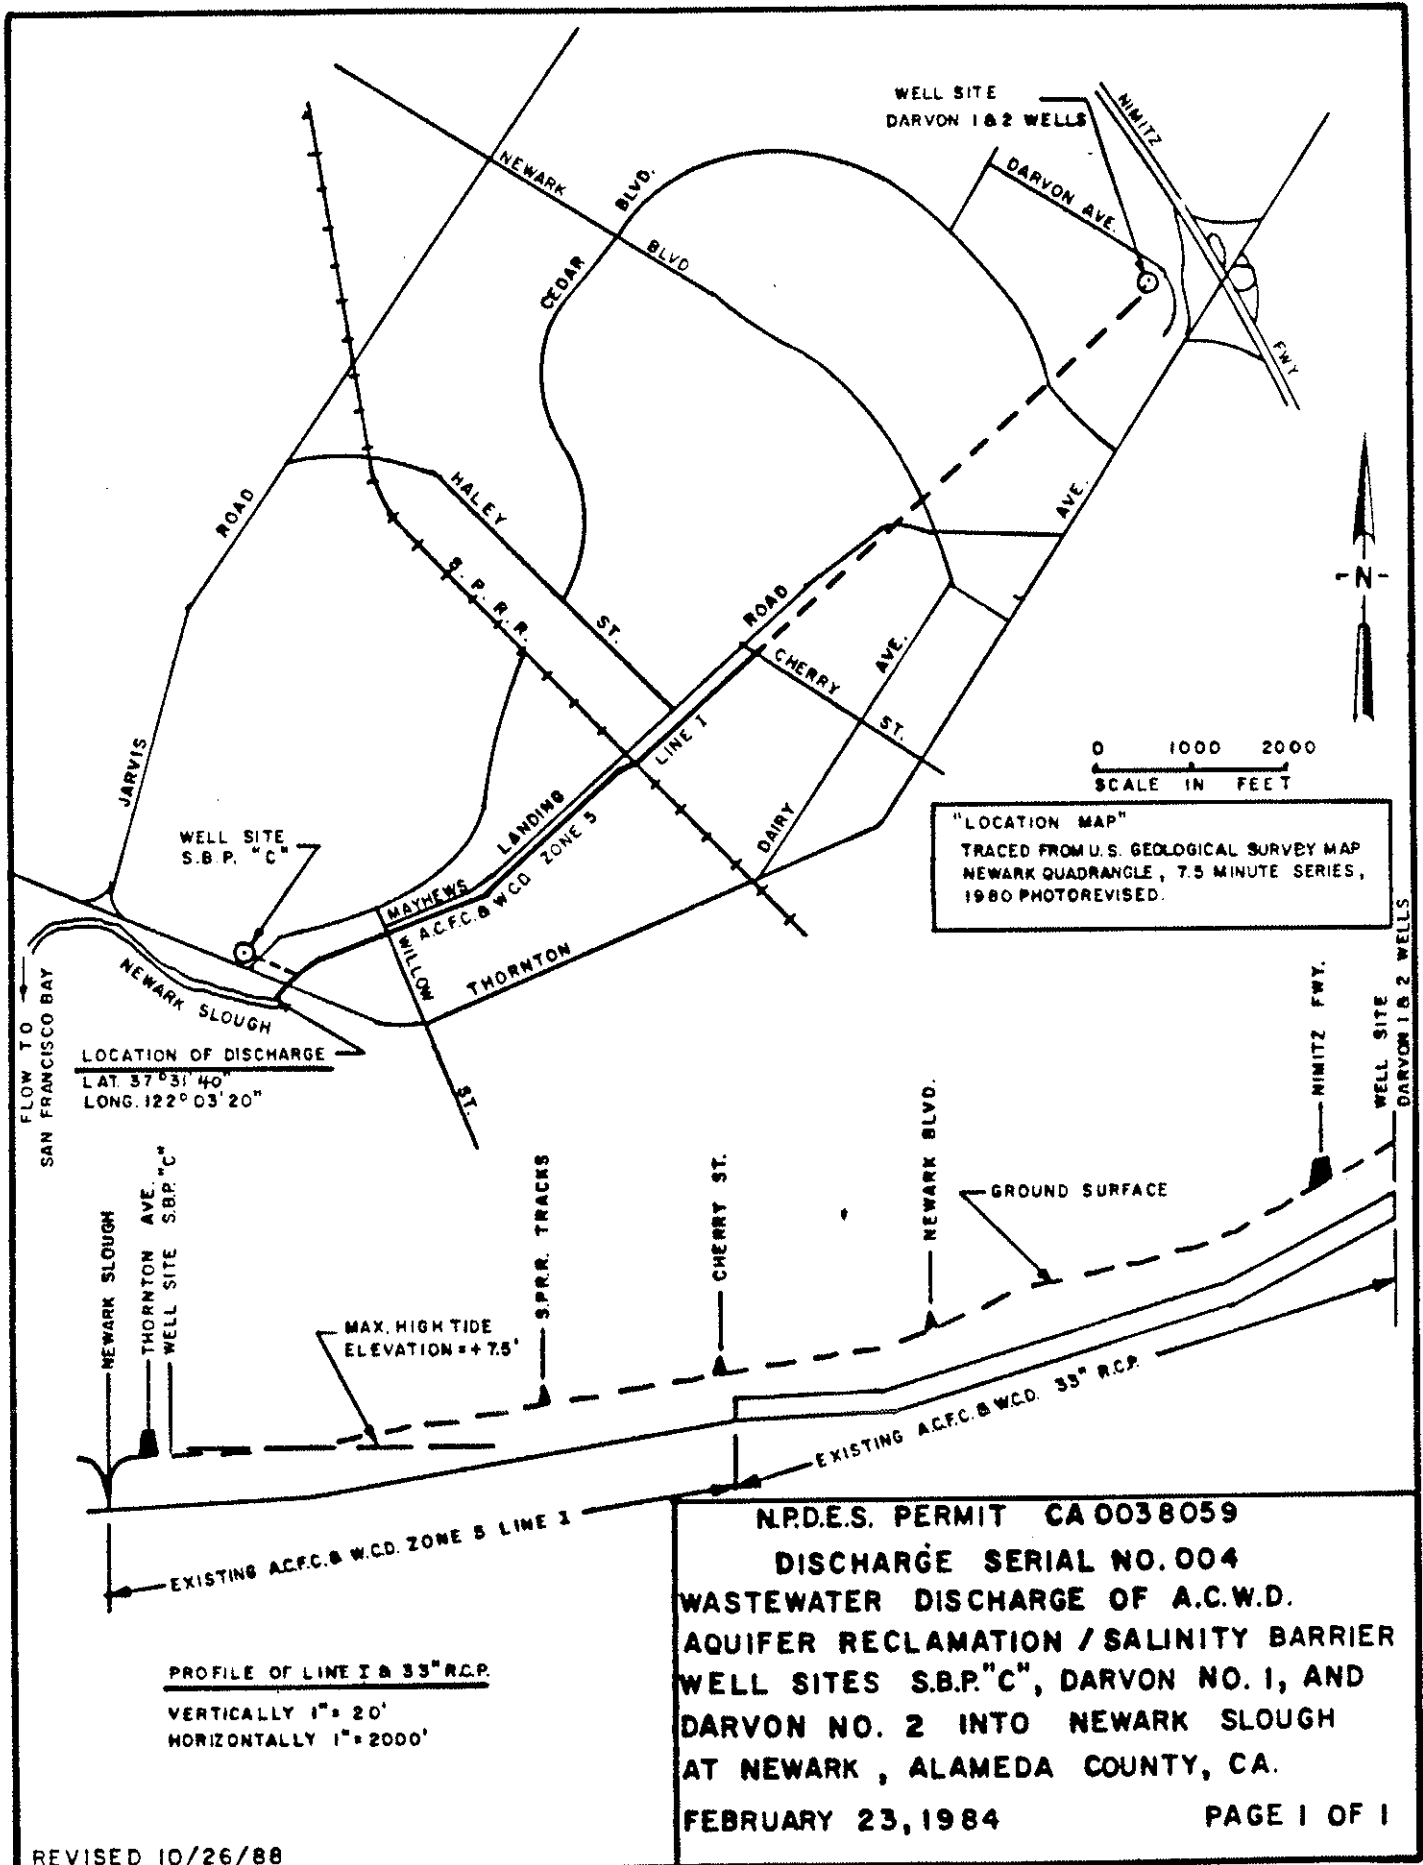 WELL SITE
DARVON 1 & 2 WELLS
NIMITZ
FWY
NEWARK
BLVD
CEDAR
BLVD.
DARVON AVE.
ROAD
JARVIS
HALEY
ST.
S. P. R. R.
ROAD
LANDING
MAYHEWS
CHERRY
ST.
AVE.
DAIRY
AVE.
THORNTON
LINE I
A.C.F.C. & W.C.D. ZONE 5
WILLOW
ST.
WELL SITE
S.B.P. "C"
NEWARK SLOUGH
LOCATION OF DISCHARGE
LAT. 37° 31' 40"
LONG. 122° 03' 20"
FLOW TO
SAN FRANCISCO BAY
-N-
0 1000 2000
SCALE IN FEET
"LOCATION MAP"
TRACED FROM U.S. GEOLOGICAL SURVEY MAP
NEWARK QUADRANGLE, 7.5 MINUTE SERIES,
1980 PHOTOREVISED.
NEWARK SLOUGH
THORNTON AVE.
WELL SITE S.B.P. "C"
S.P.R.R. TRACKS
CHERRY ST.
NEWARK BLVD.
NIMITZ FWY.
WELL SITE
DARVON 1 & 2 WELLS
GROUND SURFACE
MAX. HIGH TIDE
ELEVATION = + 7.5'
EXISTING A.C.F.C. & W.C.D. 33" R.C.P.
EXISTING A.C.F.C. & W.C.D. ZONE 5 LINE I
PROFILE OF LINE I & 33" R.C.P.
VERTICALLY 1" = 20'
HORIZONTALLY 1" = 2000'
N.P.D.E.S. PERMIT CA 0038059
DISCHARGE SERIAL NO. 004
WASTEWATER DISCHARGE OF A.C.W.D.
AQUIFER RECLAMATION / SALINITY BARRIER
WELL SITES S.B.P. "C", DARVON NO. 1, AND
DARVON NO. 2 INTO NEWARK SLOUGH
AT NEWARK , ALAMEDA COUNTY, CA.
FEBRUARY 23, 1984 PAGE 1 OF 1
REVISED 10/26/88